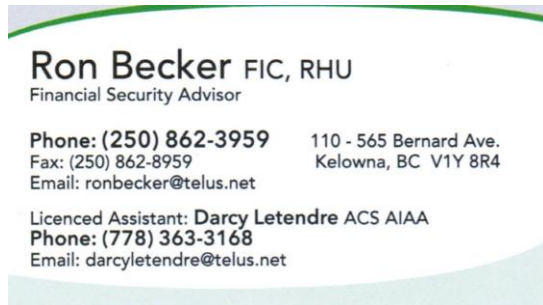 Ron Becker FIC, RHU
Financial Security Advisor
Phone: (250) 862-3959
Fax: (250) 862-8959
Email: ronbecker@telus.net
110 - 565 Bernard Ave.
Kelowna, BC V1Y 8R4
Licenced Assistant: Darcy Letendre ACS AIAA
Phone: (778) 363-3168
Email: darcyletendre@telus.net